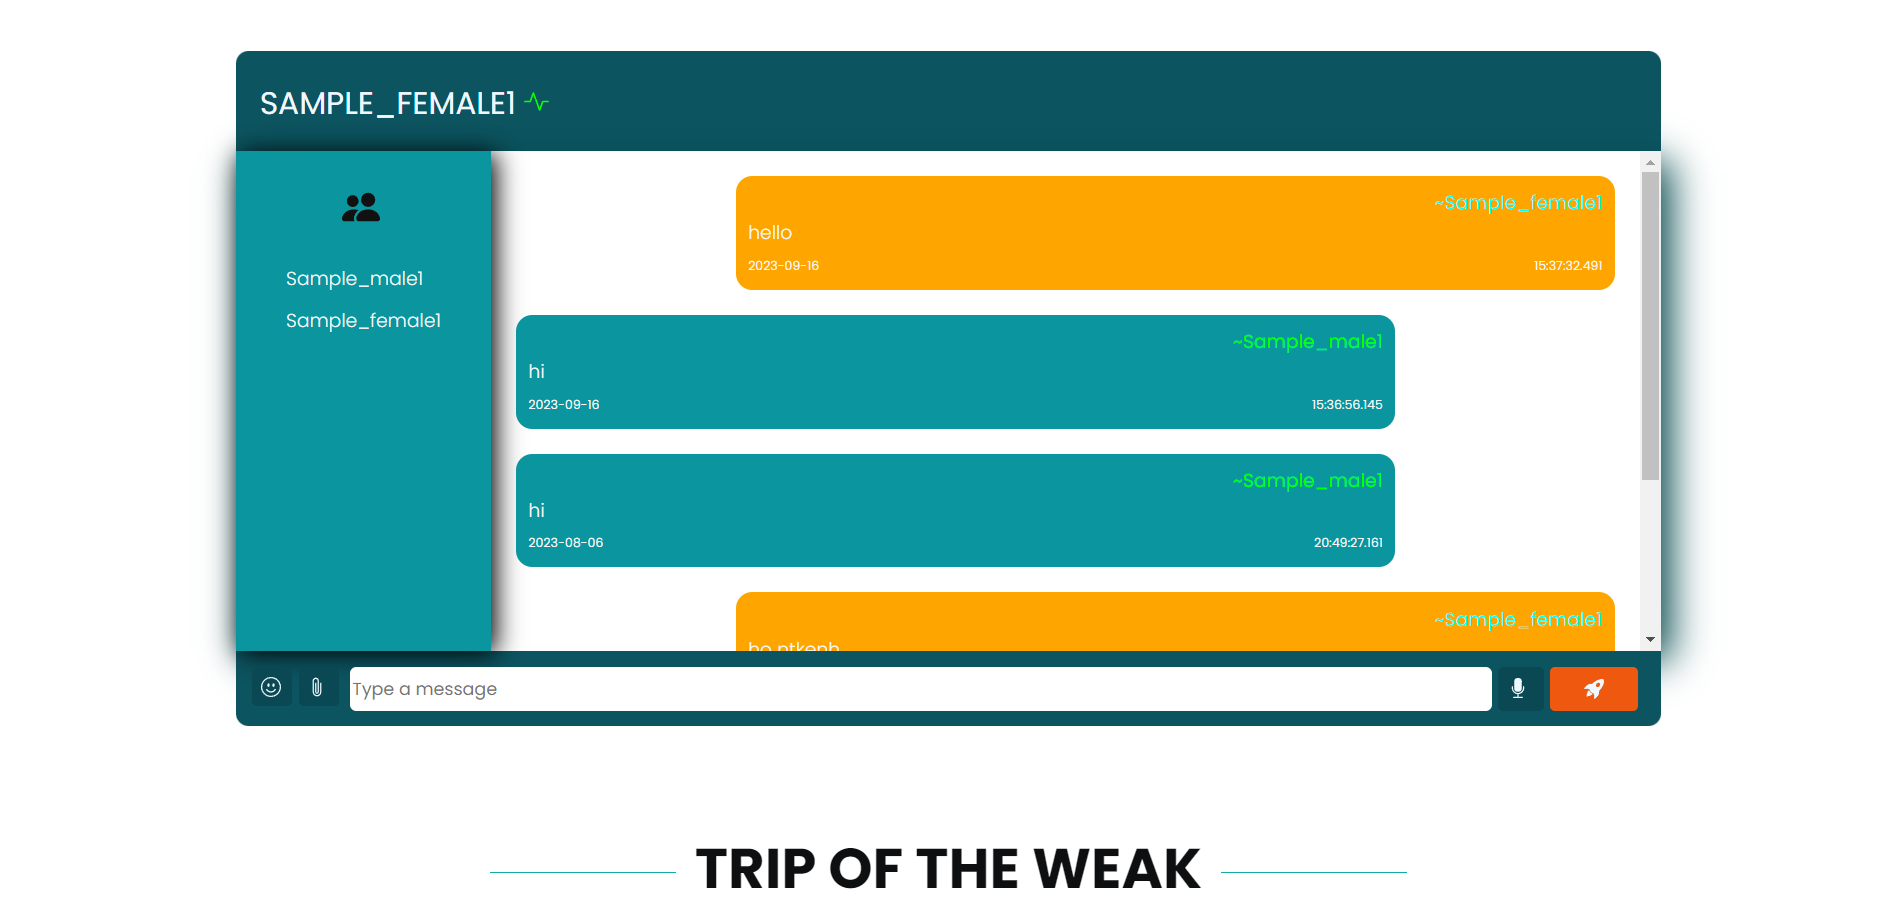 SAMPLE_FEMALE1
Sample_male1
Sample_female1
~Sample_female1
hello
2023-09-16 15:37:32.491
~Sample_male1
hi
2023-09-16 15:36:56.145
~Sample_male1
hi
2023-08-06 20:49:27.161
~Sample_female1
Type a message
TRIP OF THE WEAK